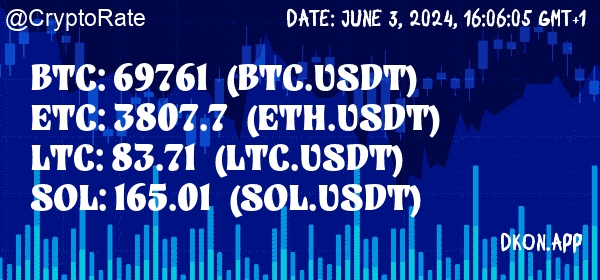 @CryptoRate
DATE: JUNE 3, 2024, 16:06:05 GMT+1
BTC: 69761 (BTC.USDT)
ETC: 3807.7 (ETH.USDT)
LTC: 83.71 (LTC.USDT)
SOL: 165.01 (SOL.USDT)
DKON.APP